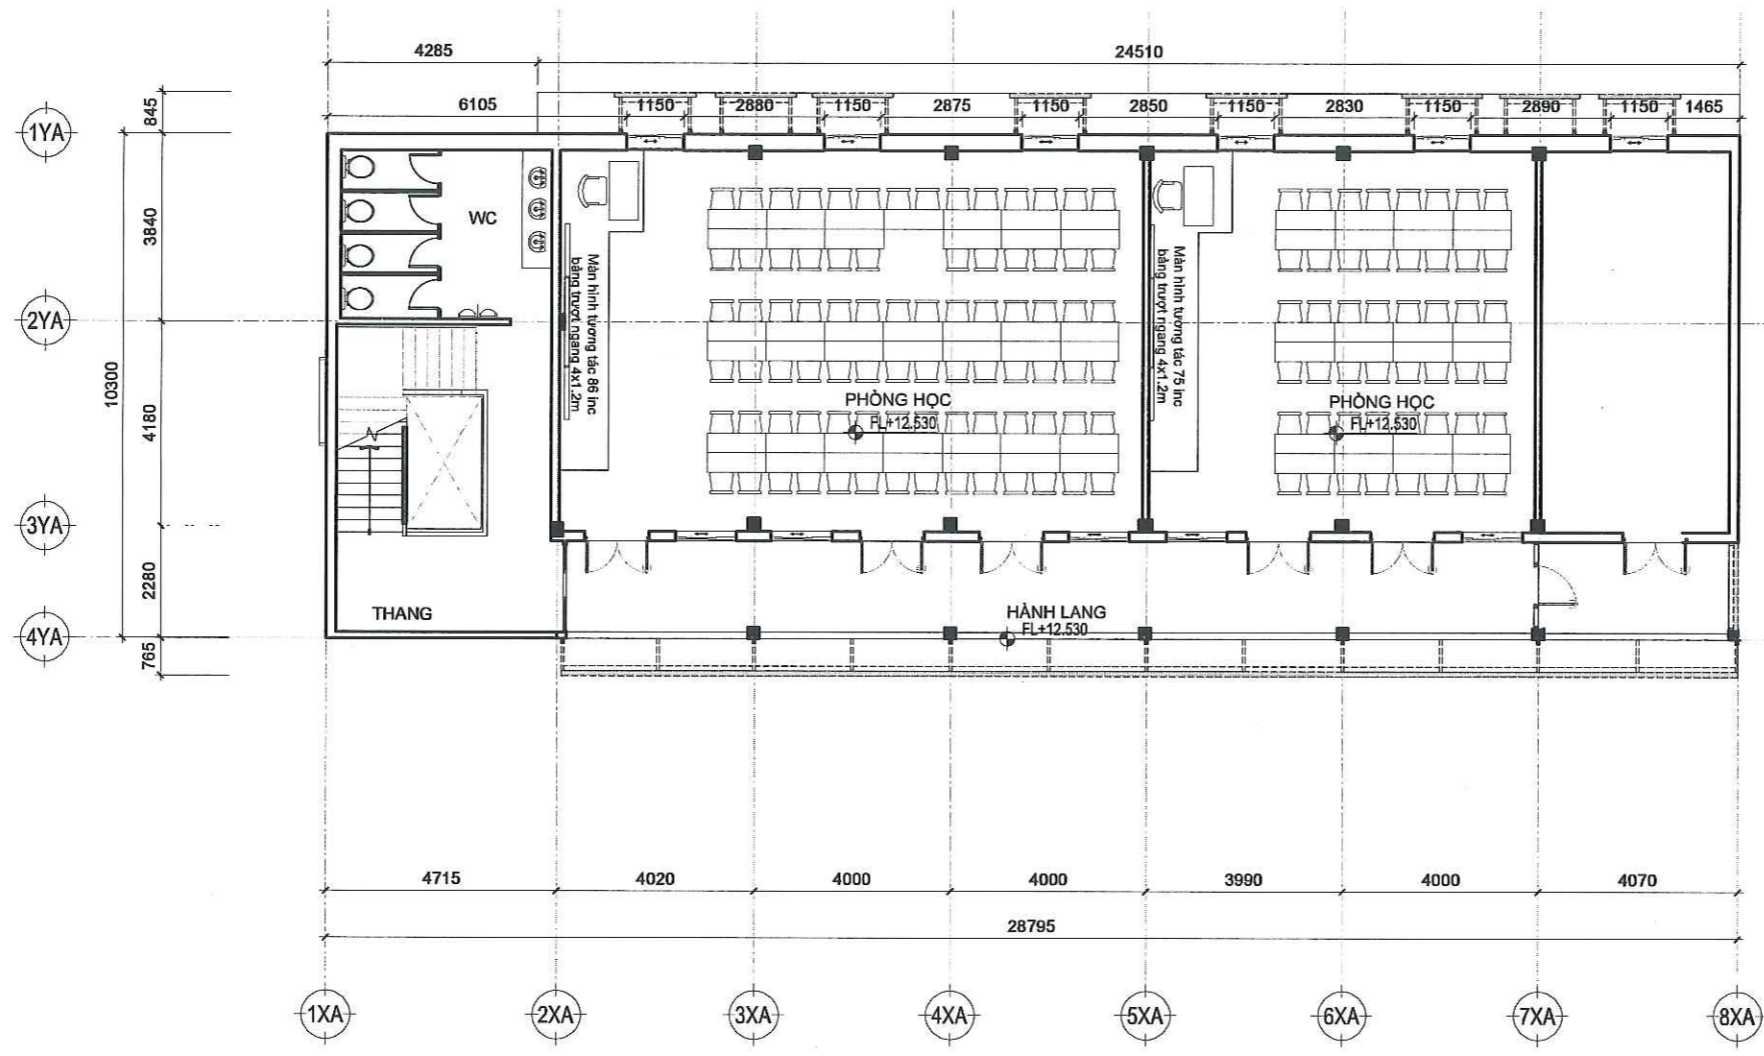 4285
24510
6105
1150
2880
1150
2875
1150
2850
1150
2830
1150
2890
1150
1465
845
1YA
3840
WC
2YA
10300
4180
Màn hình tương tác 86 inc
bảng trượt ngang 4x1.2m
Màn hình tương tác 75 inc
bảng trượt ngang 4x1.2m
PHÒNG HỌC
FL+12.530
PHÒNG HỌC
FL+12.530
N
3YA
2280
THANG
HÀNH LANG
FL+12.530
4YA
765
4715
4020
4000
4000
3990
4000
4070
28795
1XA
2XA
3XA
4XA
5XA
6XA
7XA
8XA